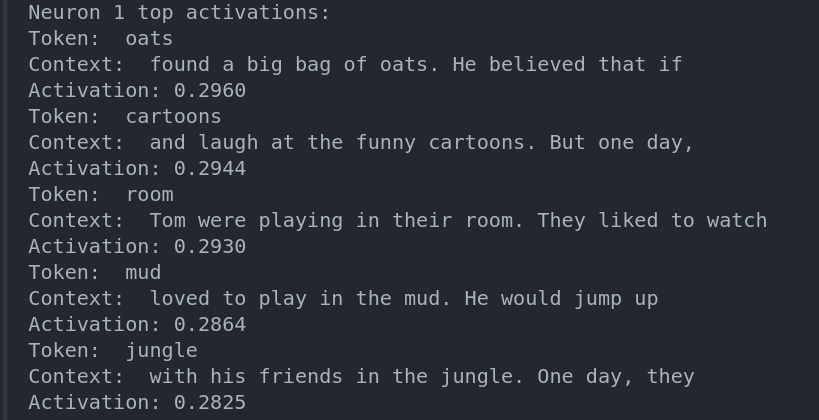 Neuron 1 top activations:
Token:  oats
Context:  found a big bag of oats. He believed that if
Activation: 0.2960
Token:  cartoons
Context:  and laugh at the funny cartoons. But one day,
Activation: 0.2944
Token:  room
Context:  Tom were playing in their room. They liked to watch
Activation: 0.2930
Token:  mud
Context:  loved to play in the mud. He would jump up
Activation: 0.2864
Token:  jungle
Context:  with his friends in the jungle. One day, they
Activation: 0.2825